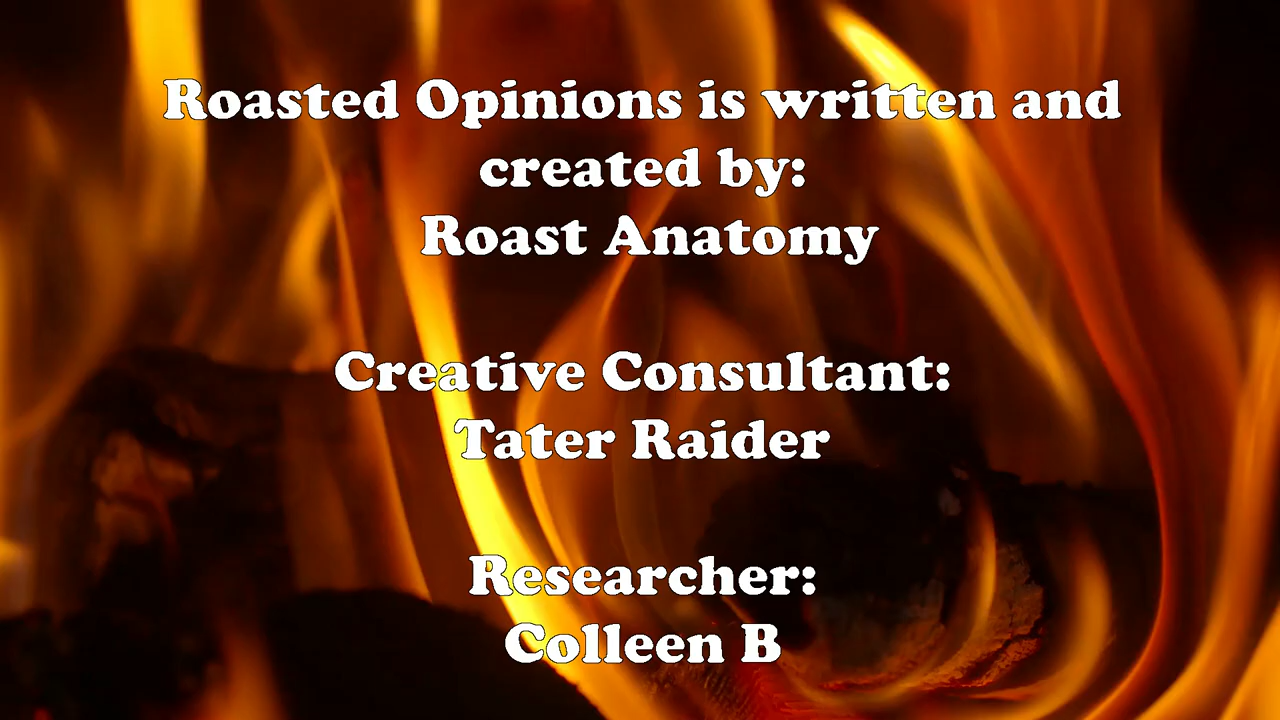 Roasted Opinions is written and
created by:
Roast Anatomy
Creative Consultant:
Tater Raider
Researcher:
Colleen B